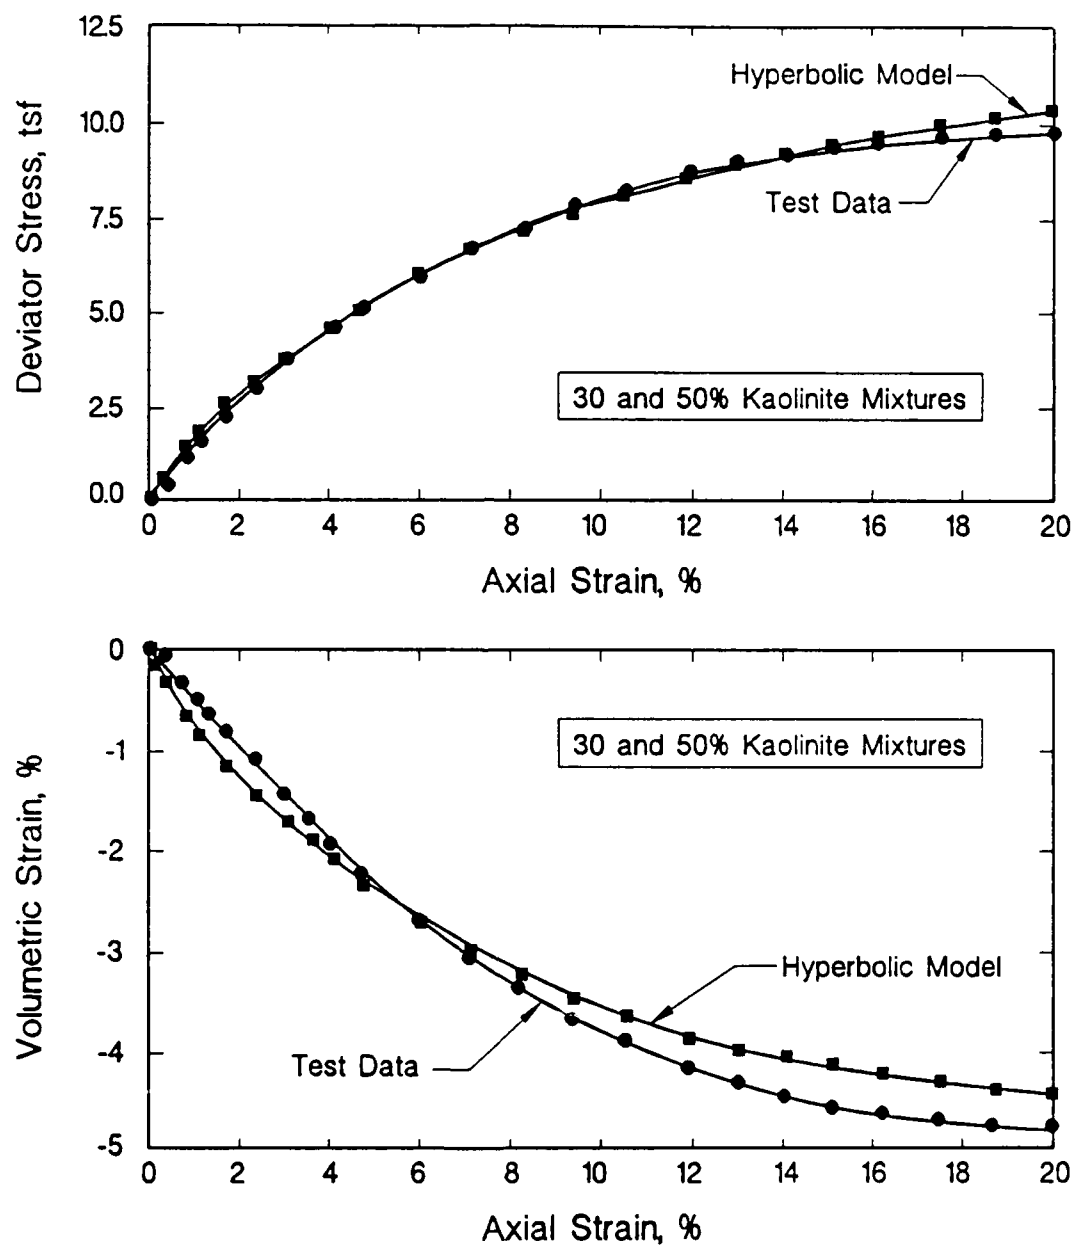 12.5
10.0
7.5
5.0
2.5
0.0
Deviator Stress, tsf
Hyperbolic Model
Test Data
30 and 50% Kaolinite Mixtures
0 2 4 6 8 10 12 14 16 18 20
Axial Strain, %
0
-1
-2
-3
-4
-5
Volumetric Strain, %
30 and 50% Kaolinite Mixtures
Hyperbolic Model
Test Data
0 2 4 6 8 10 12 14 16 18 20
Axial Strain, %